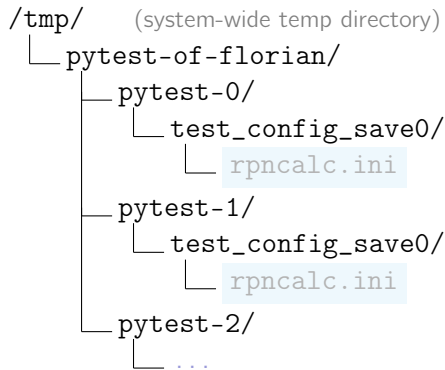 /tmp/ (system-wide temp directory)
pytest-of-florian/
pytest-0/
test_config_save0/
rpncalc.ini
pytest-1/
test_config_save0/
rpncalc.ini
pytest-2/
...